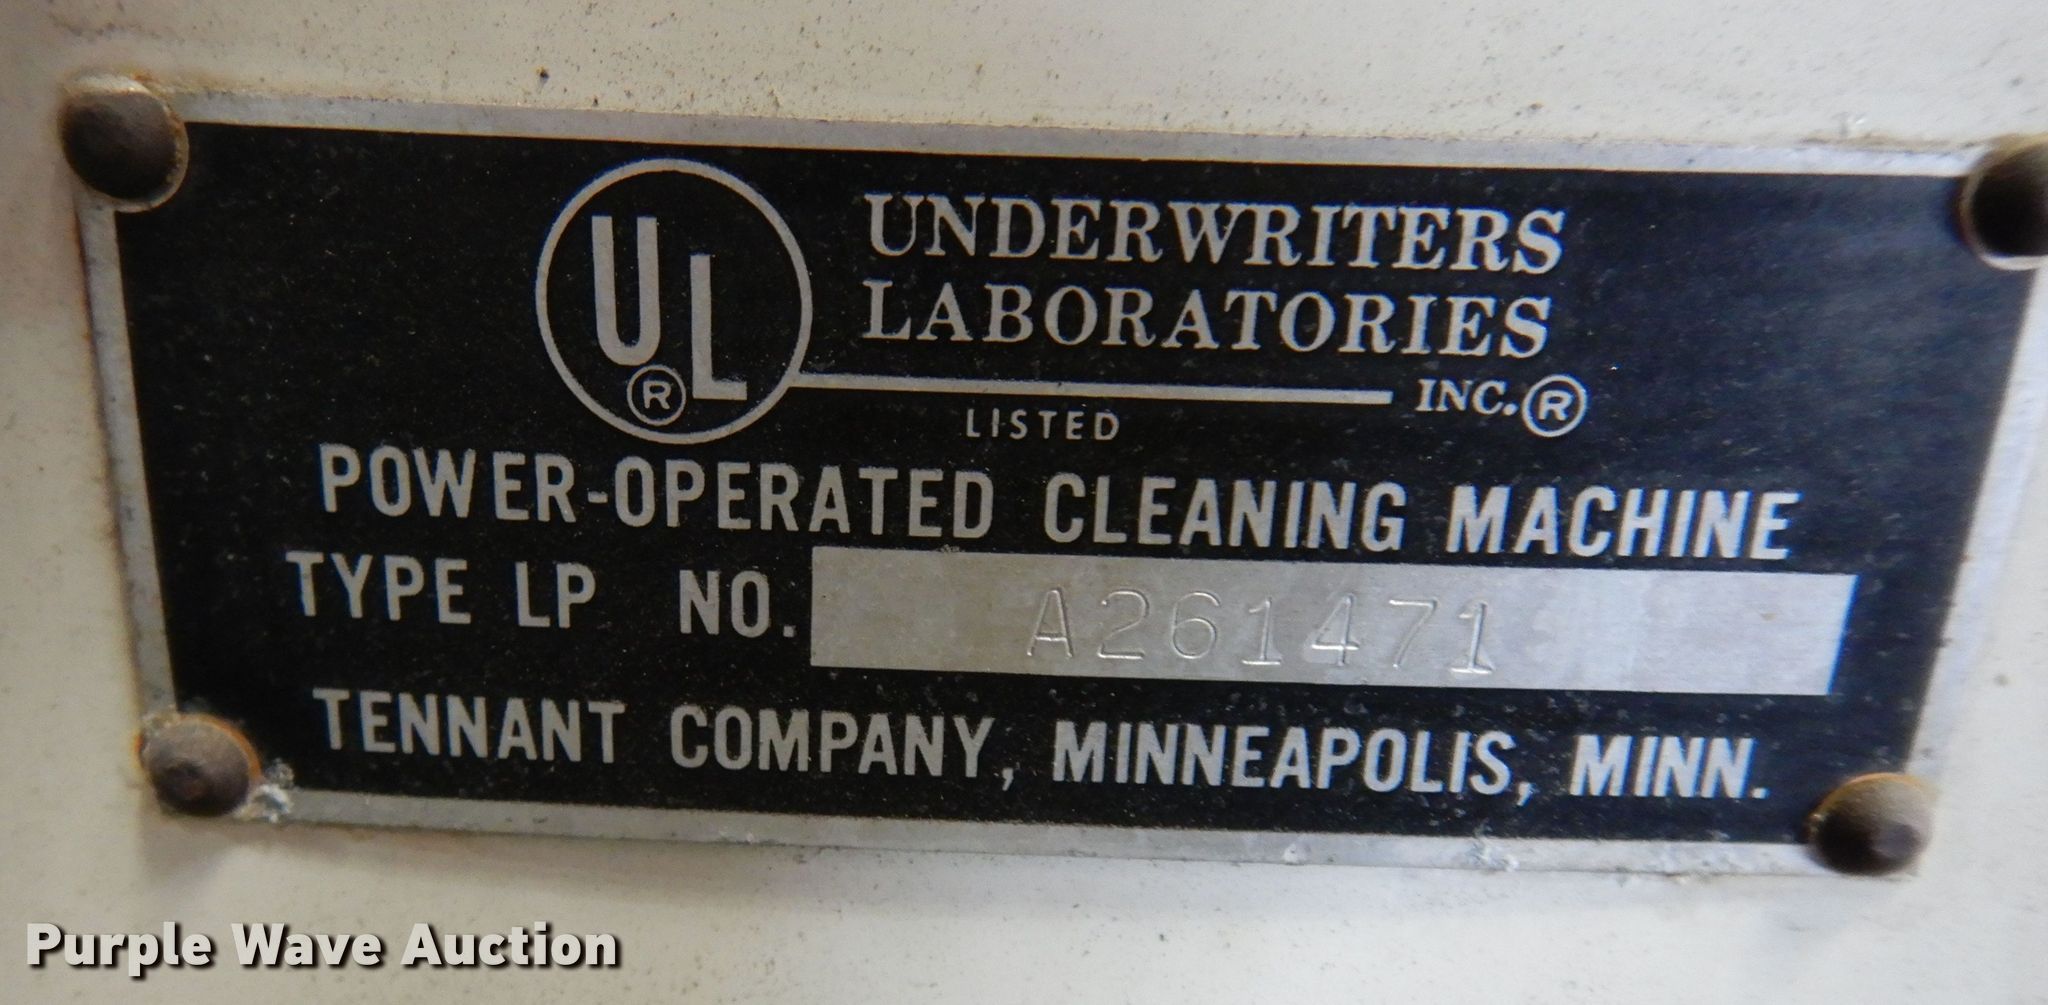 UL®
UNDERWRITERS
LABORATORIES
INC.®
LISTED
POWER-OPERATED CLEANING MACHINE
TYPE LP NO. A261471
TENNANT COMPANY, MINNEAPOLIS, MINN.
Purple Wave Auction